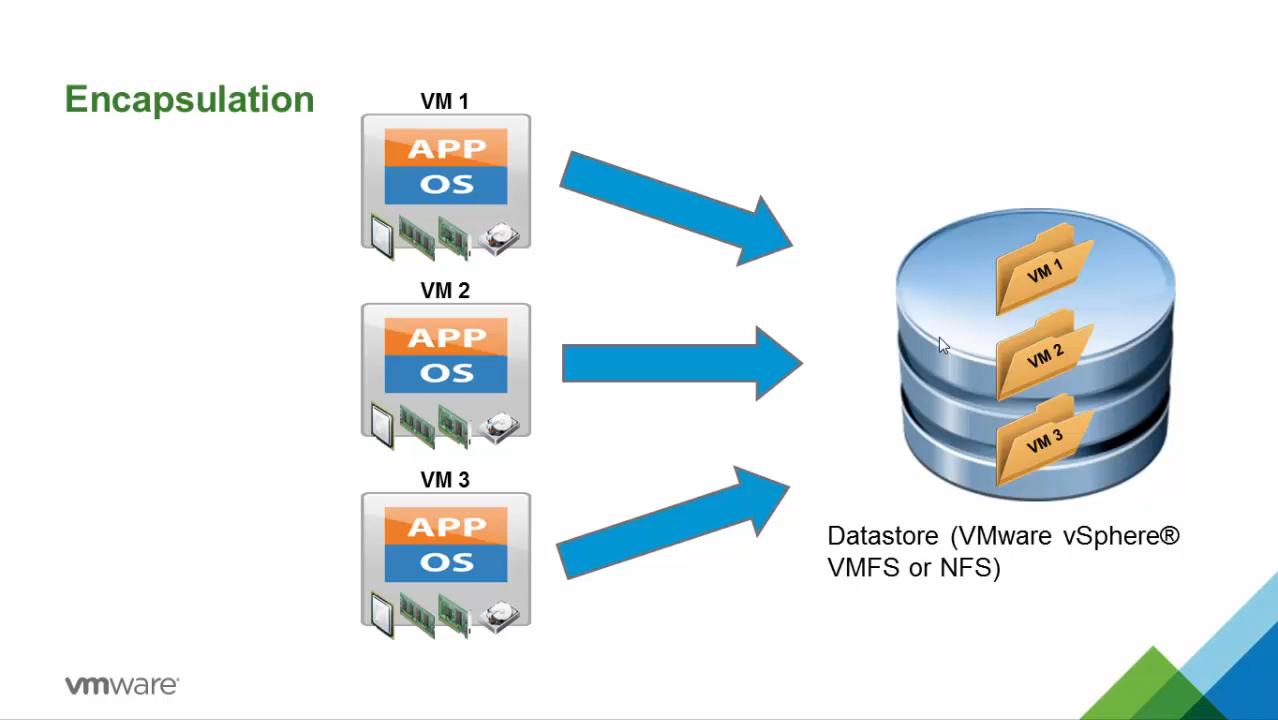 Encapsulation
VM 1
APP
OS
VM 2
APP
OS
VM 3
APP
OS
VM 1
VM 2
VM 3
Datastore (VMware vSphere®
VMFS or NFS)
vmware®